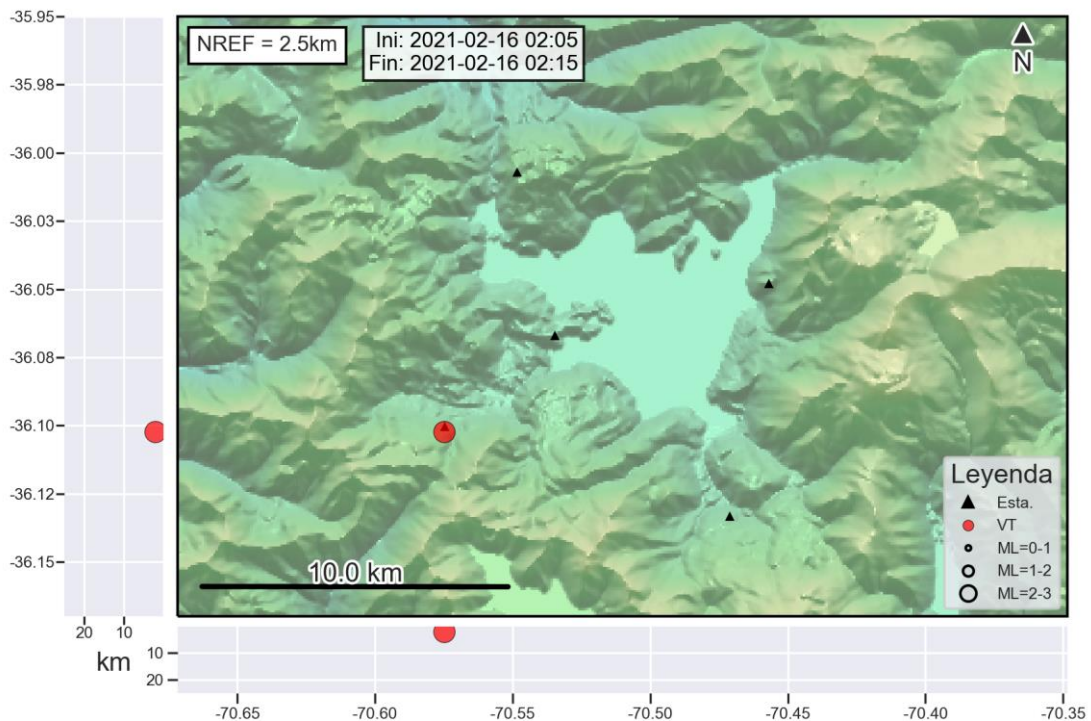 -35.95
-35.98
-36.00
-36.03
-36.05
-36.08
-36.10
-36.12
-36.15
NREF = 2.5km
Ini: 2021-02-16 02:05
Fin: 2021-02-16 02:15
N
10.0 km
Leyenda
Esta.
VT
ML=0-1
ML=1-2
ML=2-3
20 10
km
10
20
-70.65 -70.60 -70.55 -70.50 -70.45 -70.40 -70.35